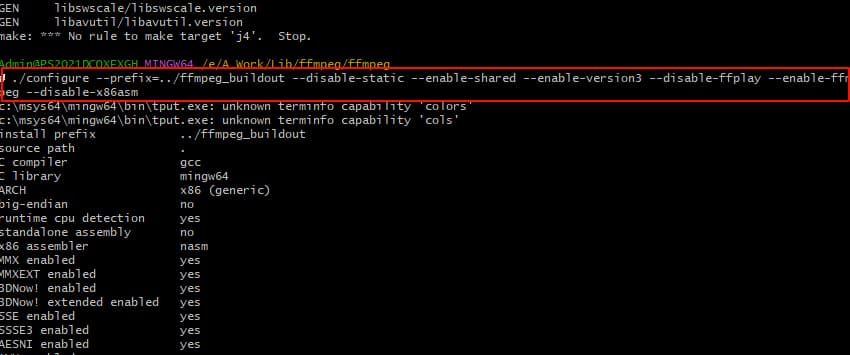 GEN     libswscale/libswscale.version
GEN     libavutil/libavutil.version
make: *** No rule to make target 'j4'.  Stop.
Admin@PS2021DCQXEXGH MINGW64 /e/A_Work/Lib/ffmpeg/ffmpeg
./configure --prefix=../ffmpeg_buildout --disable-static --enable-shared --enable-version3 --disable-ffplay --enable-ffm
peg --disable-x86asm
c:\msys64\mingw64\bin\tput.exe: unknown terminfo capability 'colors'
c:\msys64\mingw64\bin\tput.exe: unknown terminfo capability 'cols'
install prefix            ../ffmpeg_buildout
source path               .
C compiler                gcc
C library                 mingw64
ARCH                      x86 (generic)
big-endian                no
runtime cpu detection     yes
standalone assembly       no
x86 assembler             nasm
MMX enabled               yes
MMXEXT enabled            yes
3DNow! enabled            yes
3DNow! extended enabled   yes
SSE enabled               yes
SSSE3 enabled             yes
AESNI enabled             yes